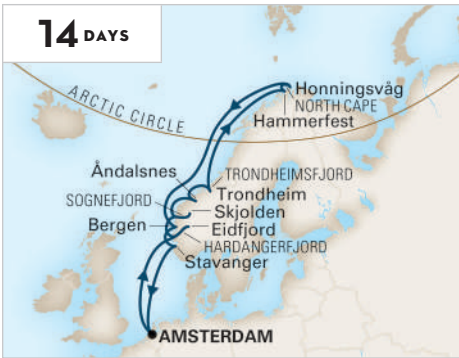 14 DAYS
ARCTIC CIRCLE
Honningsvåg
NORTH CAPE
Hammerfest
Åndalsnes
TRONDHEIMSFJORD
SOGNEFJORD
Trondheim
Skjolden
Bergen
Eidfjord
HARDANGERFJORD
Stavanger
AMSTERDAM